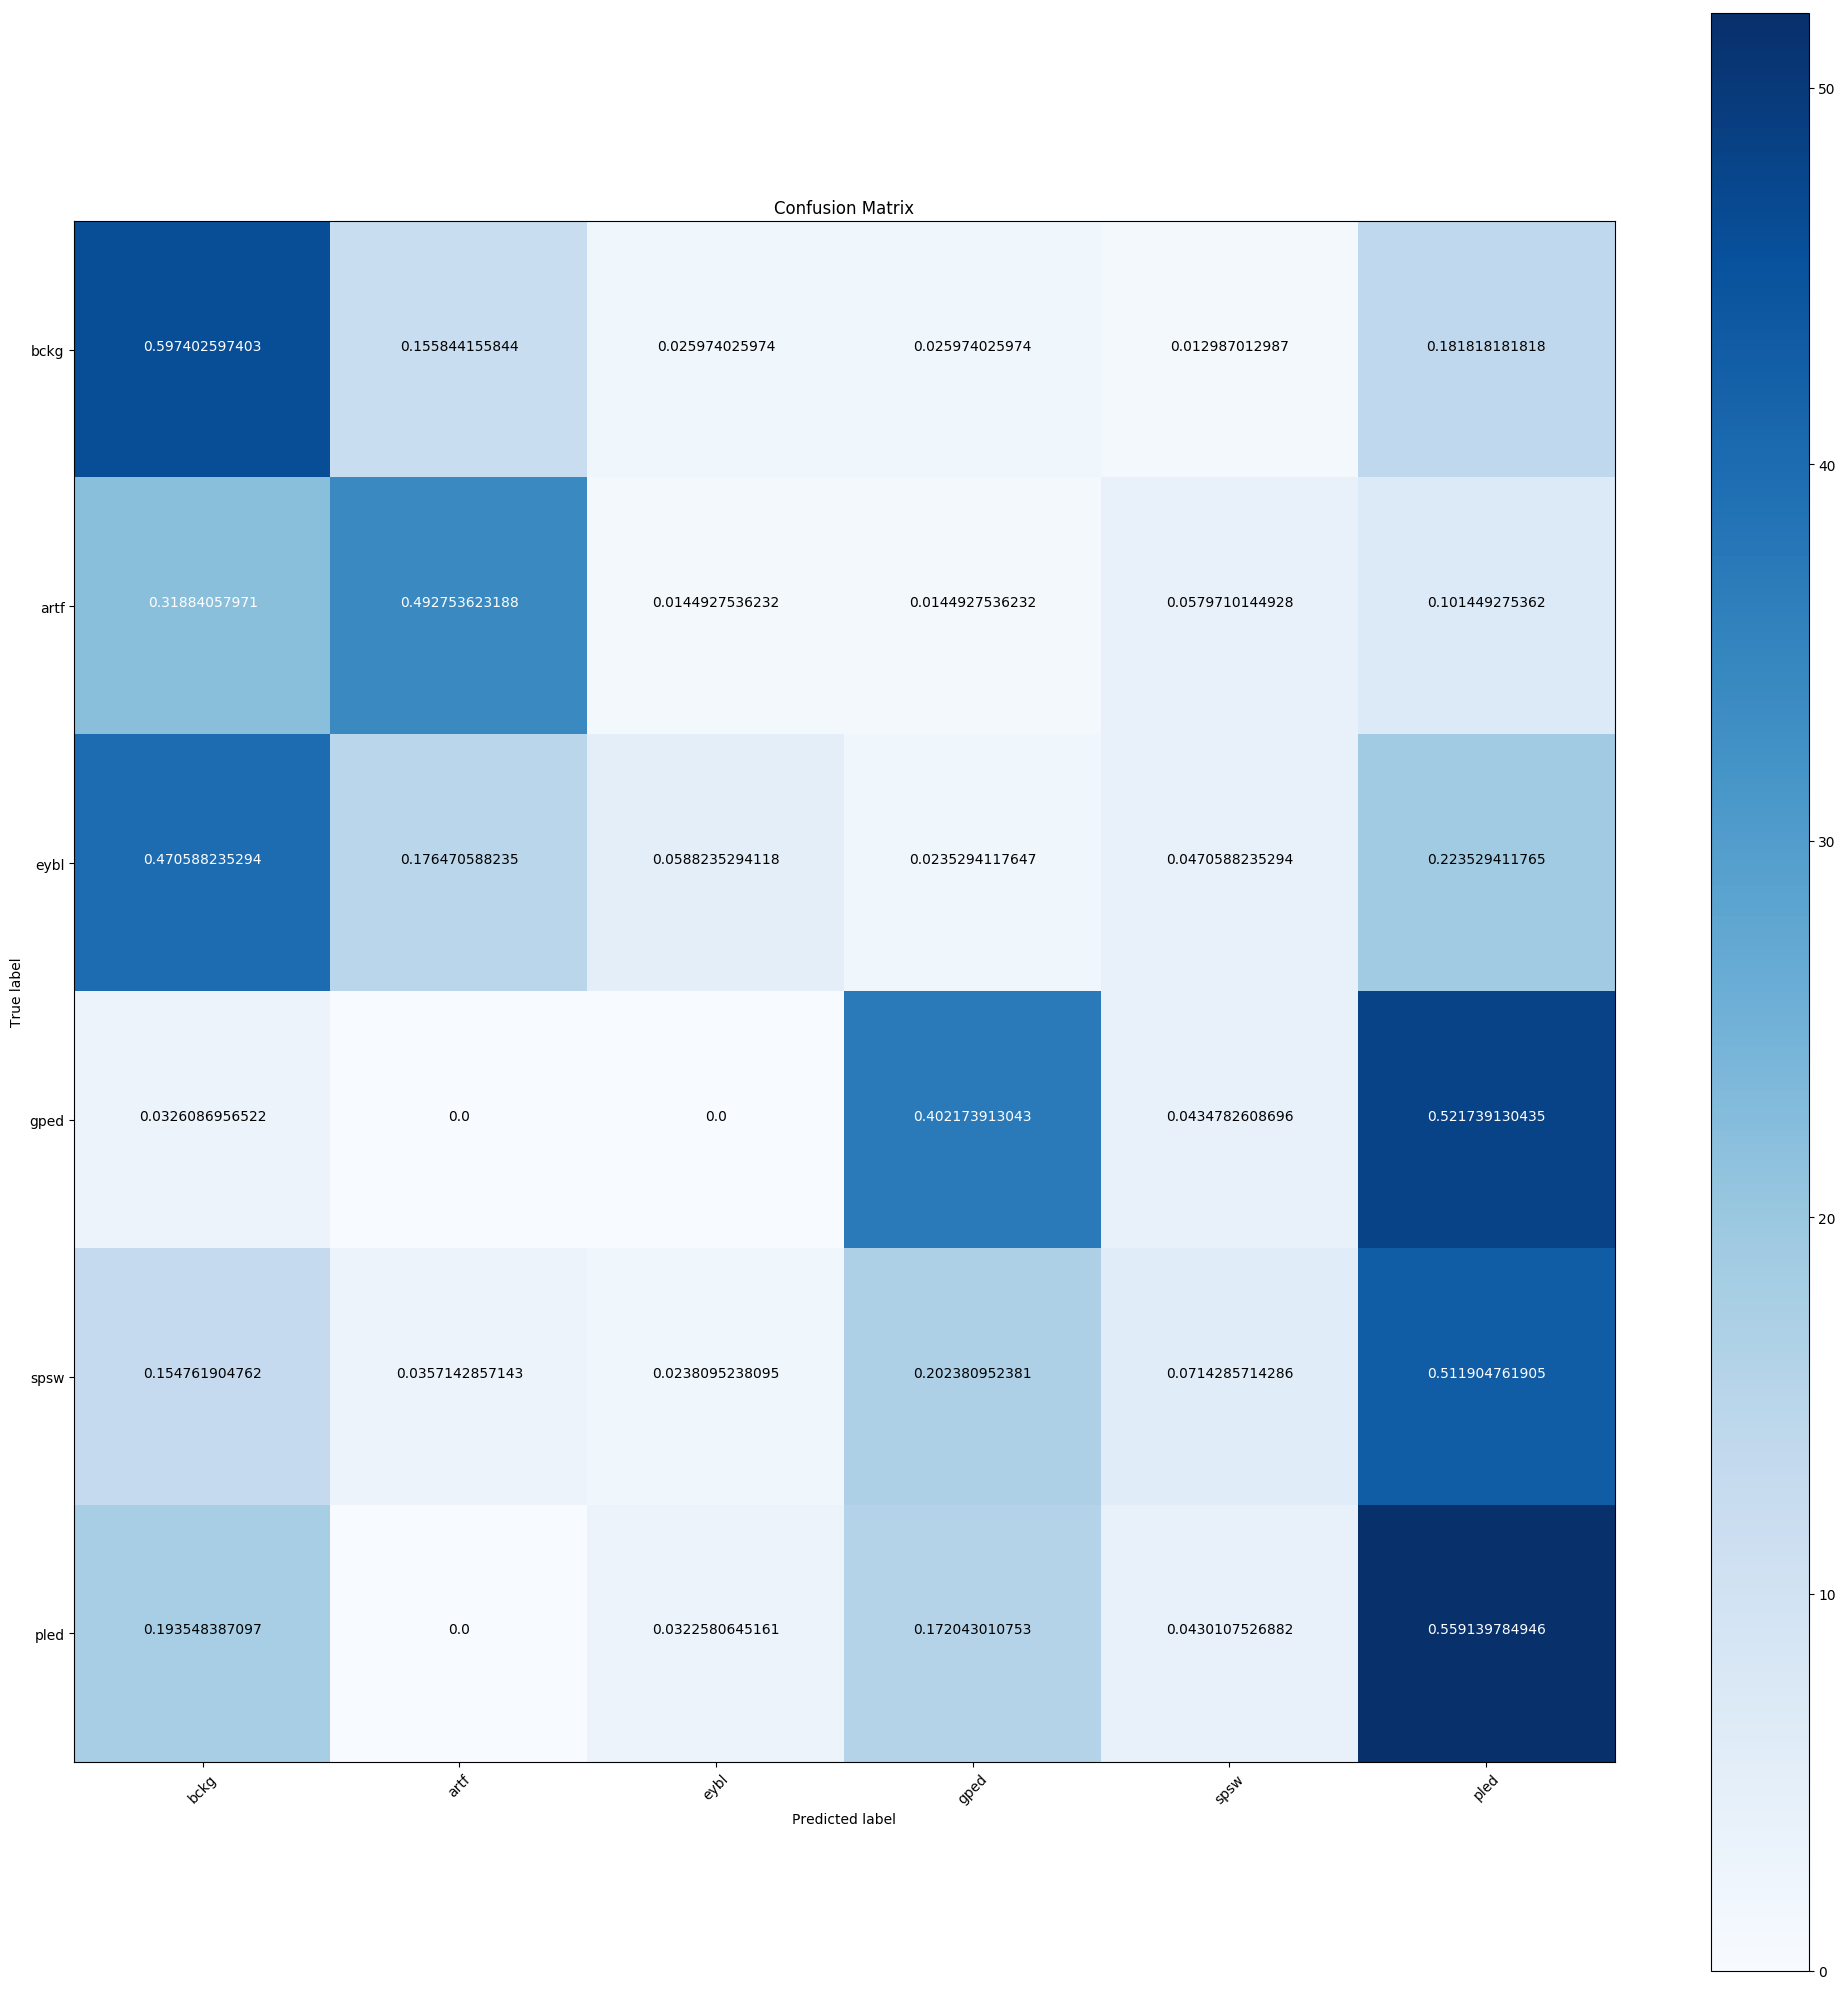 Confusion Matrix
50
40
30
20
10
0
True label
bckg 0.597402597403 0.155844155844 0.025974025974 0.025974025974 0.012987012987 0.181818181818
artf 0.31884057971 0.492753623188 0.0144927536232 0.0144927536232 0.0579710144928 0.101449275362
eybl 0.470588235294 0.176470588235 0.0588235294118 0.0235294117647 0.0470588235294 0.223529411765
gped 0.0326086956522 0.0 0.0 0.402173913043 0.0434782608696 0.521739130435
spsw 0.154761904762 0.0357142857143 0.0238095238095 0.202380952381 0.0714285714286 0.511904761905
pled 0.193548387097 0.0 0.0322580645161 0.172043010753 0.0430107526882 0.559139784946
bckg artf eybl gped spsw pled
Predicted label